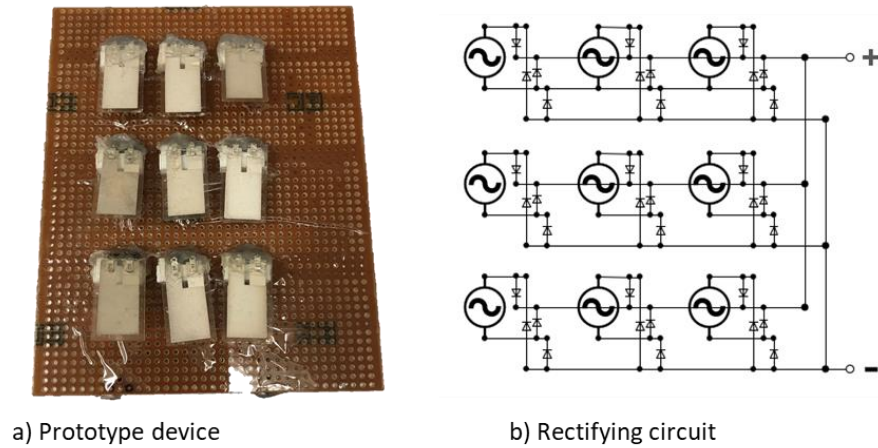 +
-
a) Prototype device
b) Rectifying circuit